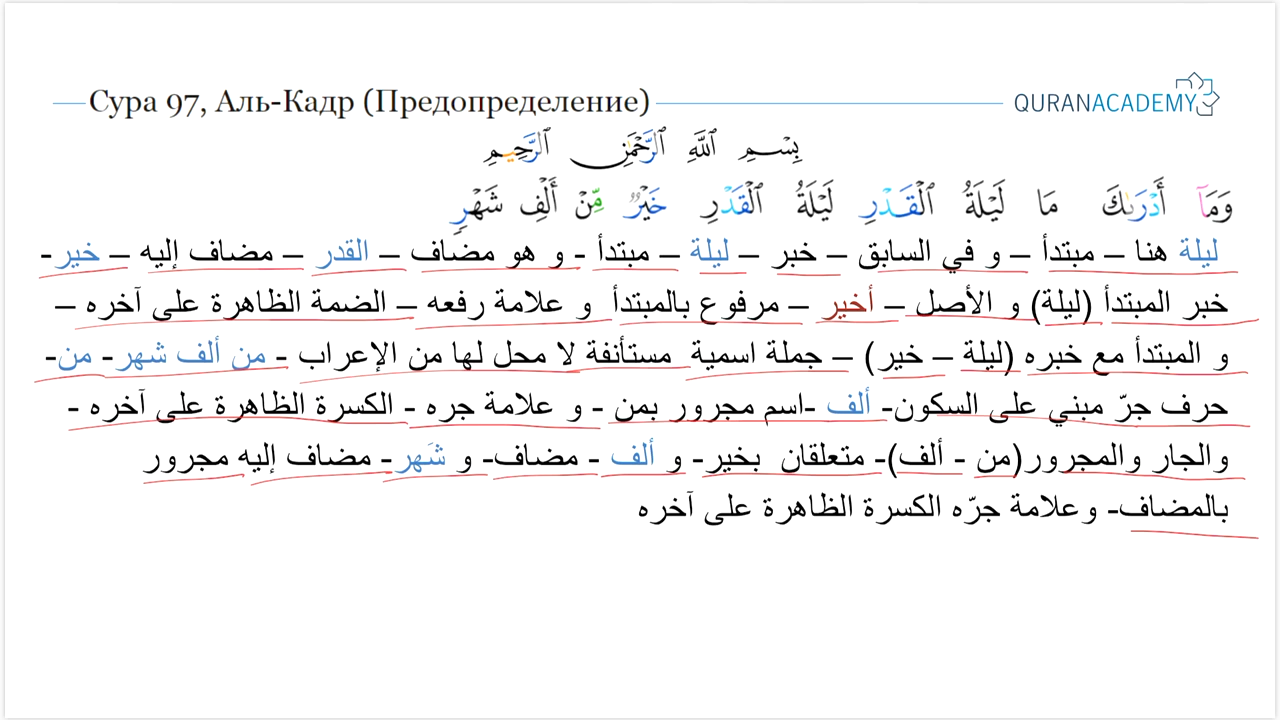 Сура 97, Аль-Кадр (Предопределение)
QURANACADEMY
بِسْمِ ٱللَّهِ ٱلرَّحْمَٰنِ ٱلرَّحِيمِ
وَمَآ أَدْرَىٰكَ مَا لَيْلَةُ ٱلْقَدْرِ لَيْلَةُ ٱلْقَدْرِ خَيْرٌ مِّنْ أَلْفِ شَهْرٍ
ليلة هنا – مبتدأ – و في السابق – خبر – ليلة – مبتدأ - و هو مضاف – القدر – مضاف إليه – خير-
خبر المبتدأ (ليلة) و الأصل – أخير – مرفوع بالمبتدأ و علامة رفعه – الضمة الظاهرة على آخره –
و المبتدأ مع خبره (ليلة – خير) – جملة اسمية مستأنفة لا محل لها من الإعراب - من ألف شهر- من-
حرف جرّ مبني على السكون- ألف -اسم مجرور بمن - و علامة جره - الكسرة الظاهرة على آخره -
والجار والمجرور(من - ألف)- متعلقان بخير- و ألف - مضاف- و شَهر- مضاف إليه مجرور
بالمضاف- وعلامة جرّه الكسرة الظاهرة على آخره